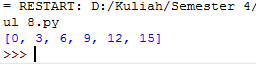 = RESTART: D:/Kuliah/Semester 4/
ul 8.py
[0, 3, 6, 9, 12, 15]
>>>